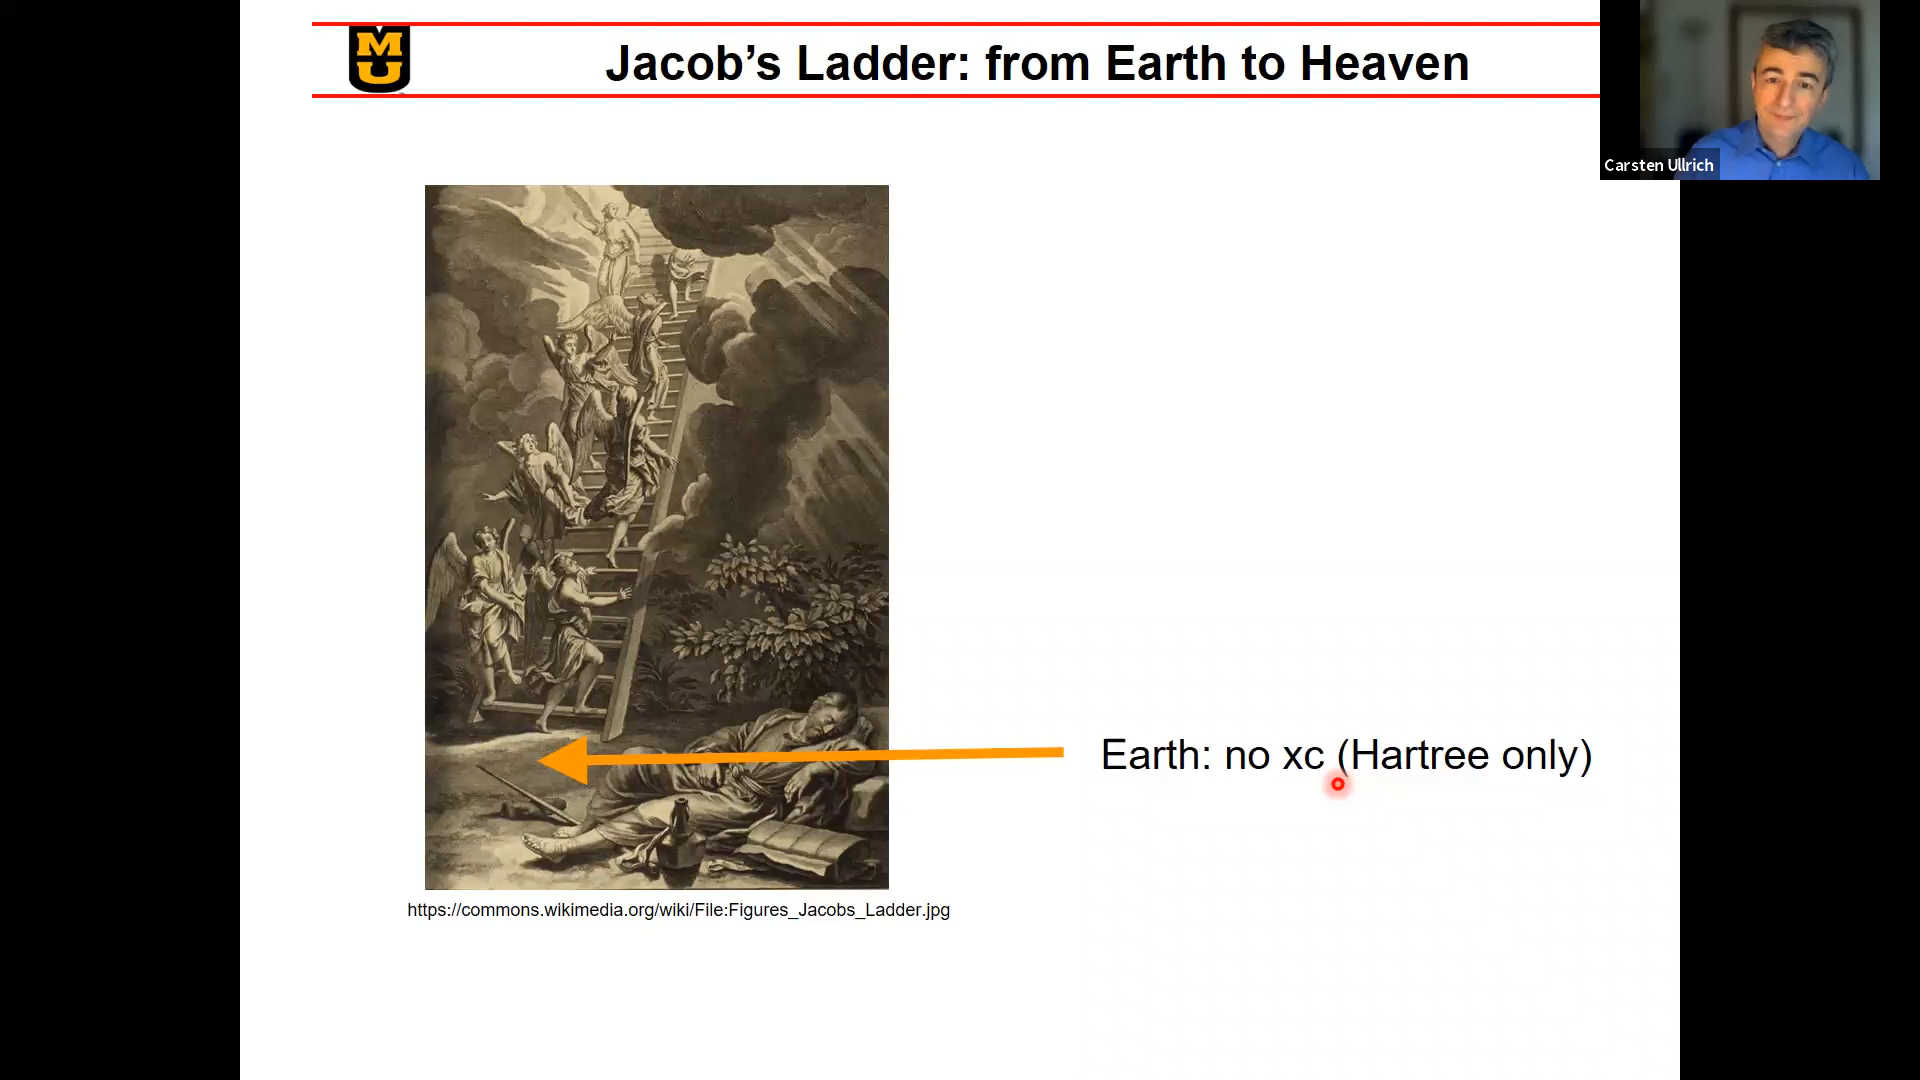 MU
Jacob’s Ladder: from Earth to Heaven
Carsten Ullrich
Earth: no xc (Hartree only)
https://commons.wikimedia.org/wiki/File:Figures_Jacobs_Ladder.jpg